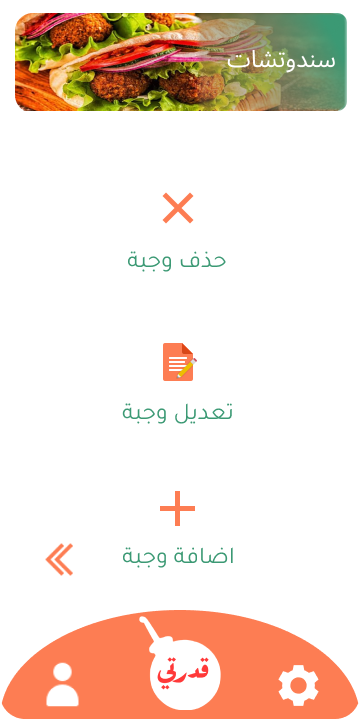 سندوتشات
حذف وجبة
تعديل وجبة
اضافة وجبة
قدرتي